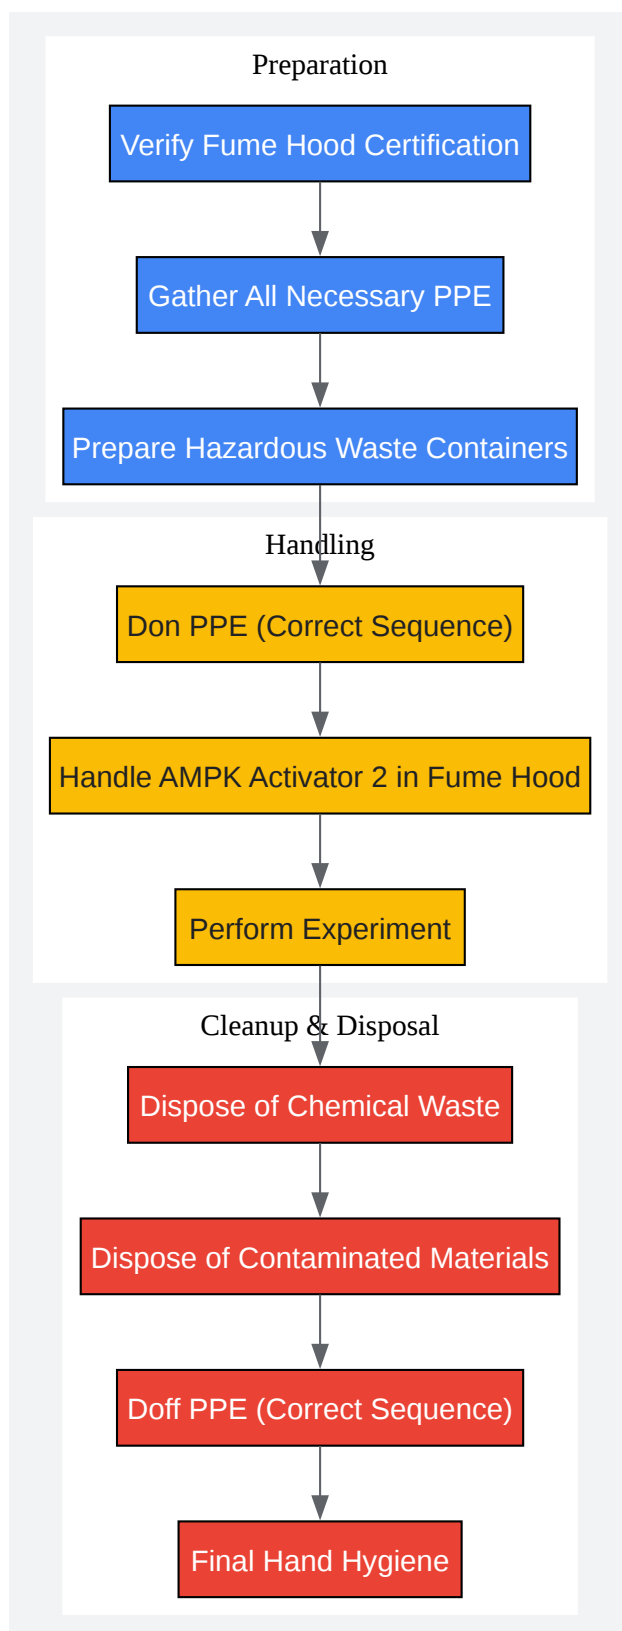 Preparation
Verify Fume Hood Certification
Gather All Necessary PPE
Prepare Hazardous Waste Containers
Handling
Don PPE (Correct Sequence)
Handle AMPK Activator 2 in Fume Hood
Perform Experiment
Cleanup & Disposal
Dispose of Chemical Waste
Dispose of Contaminated Materials
Doff PPE (Correct Sequence)
Final Hand Hygiene